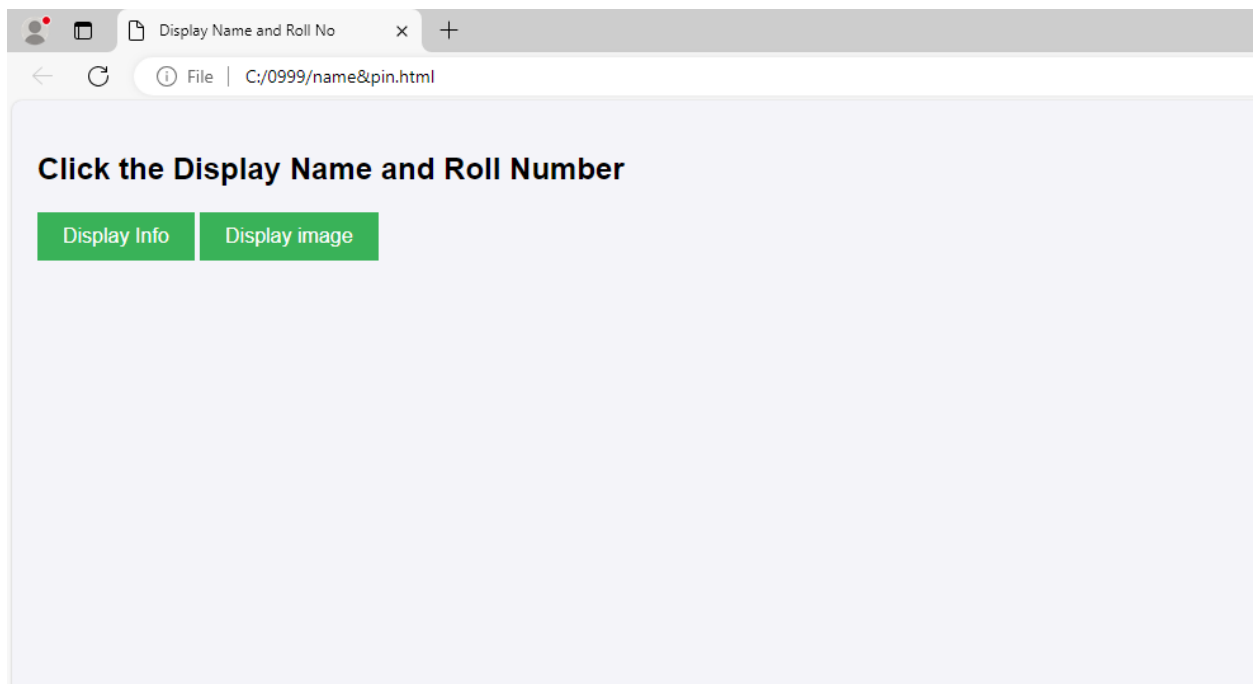 Display Name and Roll No
File | C:/0999/name&pin.html
Click the Display Name and Roll Number
Display Info Display image